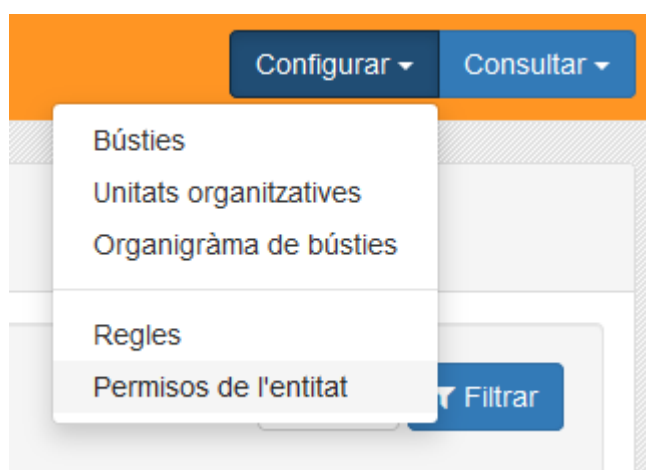 Configurar Consultar
Bústies
Unitats organitzatives
Organigràma de bústies
Regles
Permisos de l'entitat
Filtrar